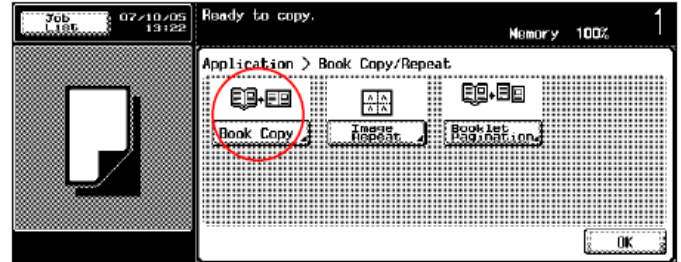 Job
List
07/10/05
13:22
Ready to copy.
Memory 100%
1
Application > Book Copy/Repeat
Book Copy
Image
Repeat
Booklet
Pagination
OK